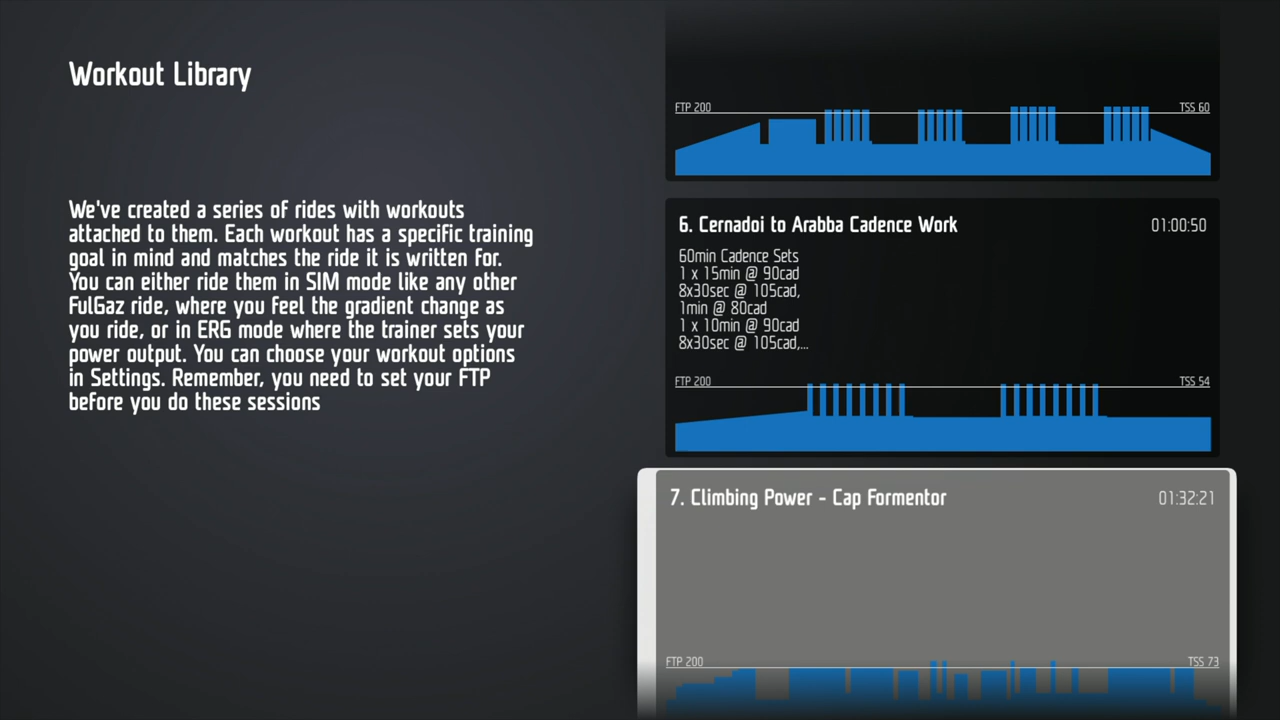 Workout Library
We've created a series of rides with workouts
attached to them. Each workout has a specific training
goal in mind and matches the ride it is written for.
You can either ride them in SIM mode like any other
FulGaz ride, where you feel the gradient change as
you ride, or in ERG mode where the trainer sets your
power output. You can choose your workout options
in Settings. Remember, you need to set your FTP
before you do these sessions
FTP 200 TSS 60
6. Cernadoi to Arabba Cadence Work 01:00:50
60min Cadence Sets
1 x 15min @ 90cad
8x30sec @ 105cad,
1min @ 80cad
1 x 10min @ 90cad
8x30sec @ 105cad,...
FTP 200 TSS 54
7. Climbing Power - Cap Formentor 01:32:21
FTP 200 TSS 73